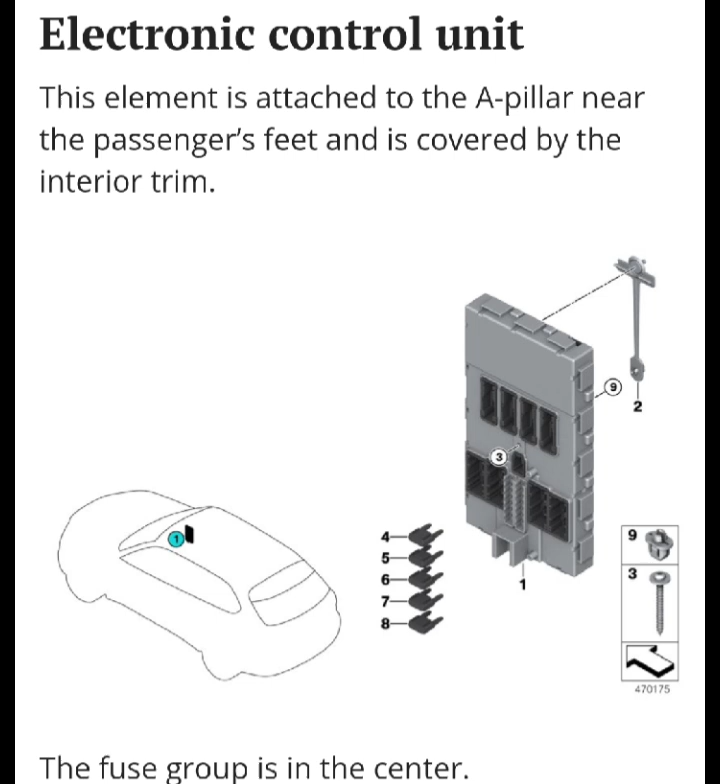 Electronic control unit
This element is attached to the A-pillar near
the passenger's feet and is covered by the
interior trim.
9
2
3
1
4
5
6
7
8
1
9
3
470175
The fuse group is in the center.